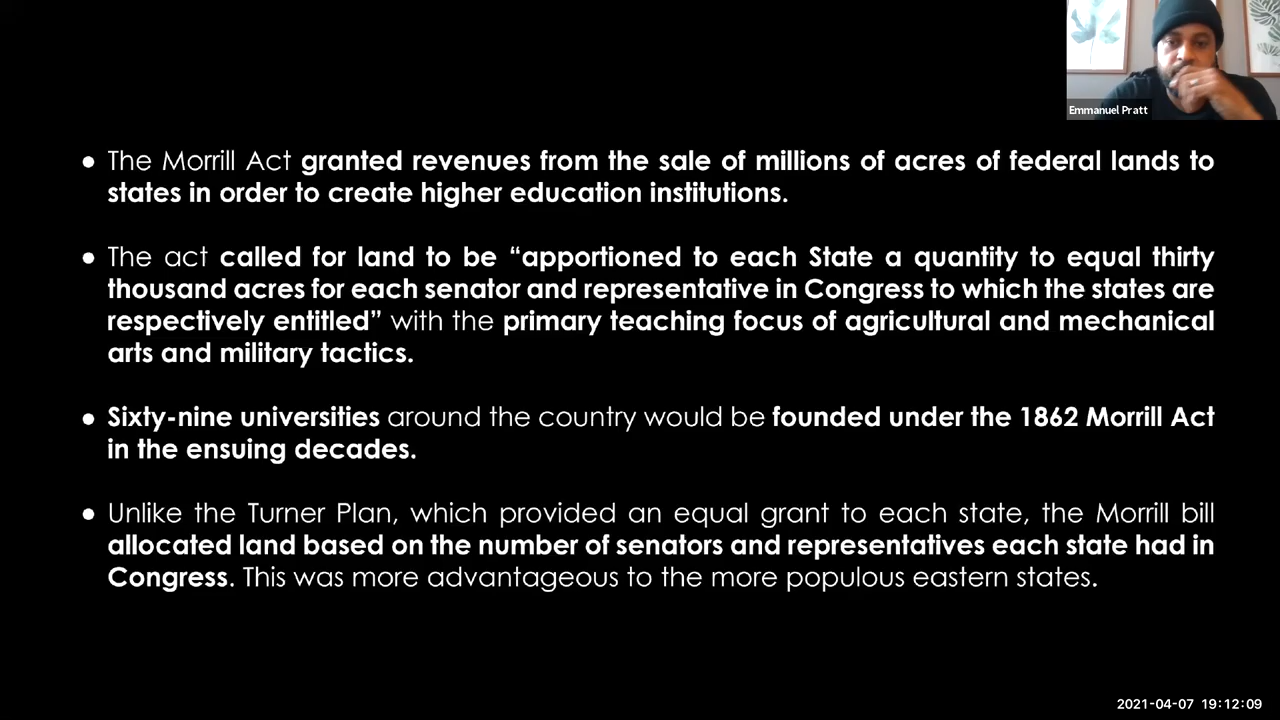 Emmanuel Pratt
● The Morrill Act granted revenues from the sale of millions of acres of federal lands to
states in order to create higher education institutions.
● The act called for land to be “apportioned to each State a quantity to equal thirty
thousand acres for each senator and representative in Congress to which the states are
respectively entitled” with the primary teaching focus of agricultural and mechanical
arts and military tactics.
● Sixty-nine universities around the country would be founded under the 1862 Morrill Act
in the ensuing decades.
● Unlike the Turner Plan, which provided an equal grant to each state, the Morrill bill
allocated land based on the number of senators and representatives each state had in
Congress. This was more advantageous to the more populous eastern states.
2021-04-07 19:12:09